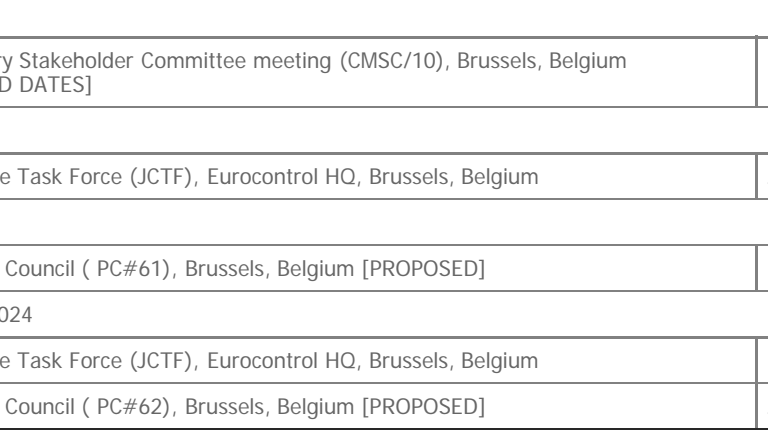 ry Stakeholder Committee meeting (CMSC/10), Brussels, Belgium
D DATES]
e Task Force (JCTF), Eurocontrol HQ, Brussels, Belgium
Council ( PC#61), Brussels, Belgium [PROPOSED]
024
e Task Force (JCTF), Eurocontrol HQ, Brussels, Belgium
Council ( PC#62), Brussels, Belgium [PROPOSED]